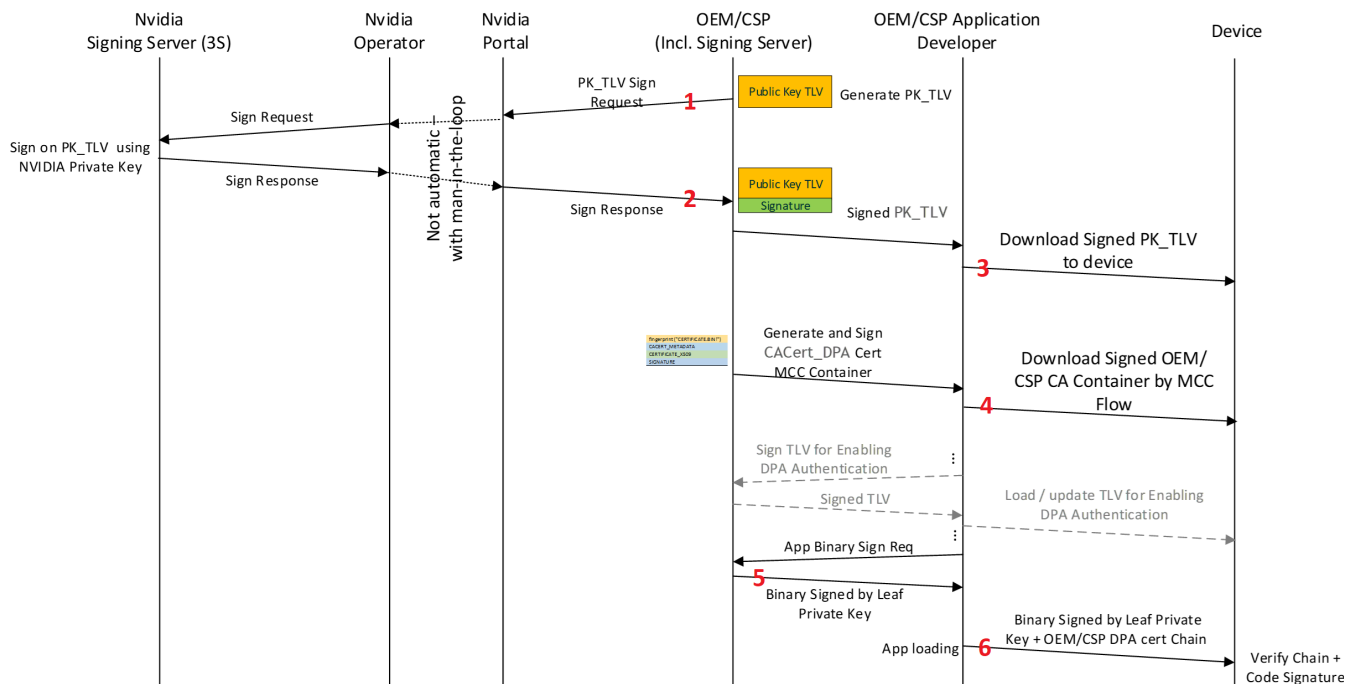 Nvidia
Signing Server (3S)
Nvidia
Operator
Nvidia
Portal
OEM/CSP
(Incl. Signing Server)
OEM/CSP Application
Developer
Device
PK_TLV Sign
Request
1
Public Key TLV
Generate PK_TLV
Sign Request
Sign on PK_TLV using
NVIDIA Private Key
Not automatic –
with man-in-the-loop
Sign Response
Sign Response
2
Public Key TLV
Signature
Signed PK_TLV
Download Signed PK_TLV
to device
3
Fingerprint ("CERTIFICATE.BIN!")
CACERT_METADATA
CERTIFICATE_X509
SIGNATURE
Generate and Sign
CACert_DPA Cert
MCC Container
Download Signed OEM/
CSP CA Container by MCC
Flow
4
Sign TLV for Enabling
DPA Authentication
...
Signed TLV
Load / update TLV for Enabling
DPA Authentication
...
App Binary Sign Req
5
Binary Signed by Leaf
Private Key
Binary Signed by Leaf Private
Key + OEM/CSP DPA cert Chain
App loading
6
Verify Chain +
Code Signature